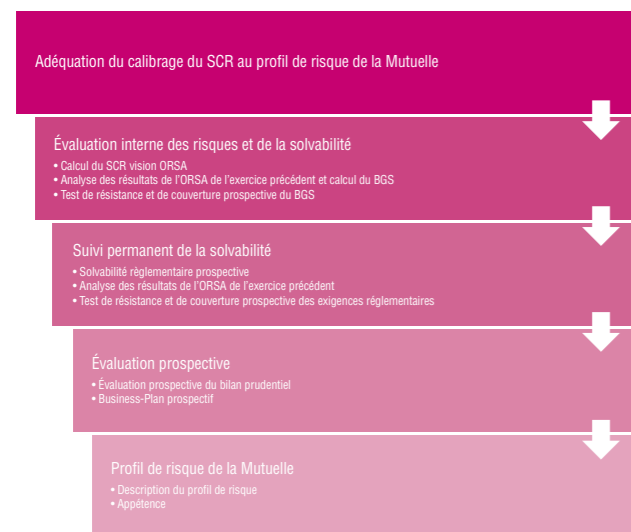 Adéquation du calibrage du SCR au profil de risque de la Mutuelle
Évaluation interne des risques et de la solvabilité
• Calcul du SCR vision ORSA
• Analyse des résultats de l'ORSA de l'exercice précédent et calcul du BGS
• Test de résistance et de couverture prospective du BGS
Suivi permanent de la solvabilité
• Solvabilité règlementaire prospective
• Analyse des résultats de l'ORSA de l'exercice précédent
• Test de résistance et de couverture prospective des exigences réglementaires
Évaluation prospective
• Évaluation prospective du bilan prudentiel
• Business-Plan prospectif
Profil de risque de la Mutuelle
• Description du profil de risque
• Appétence